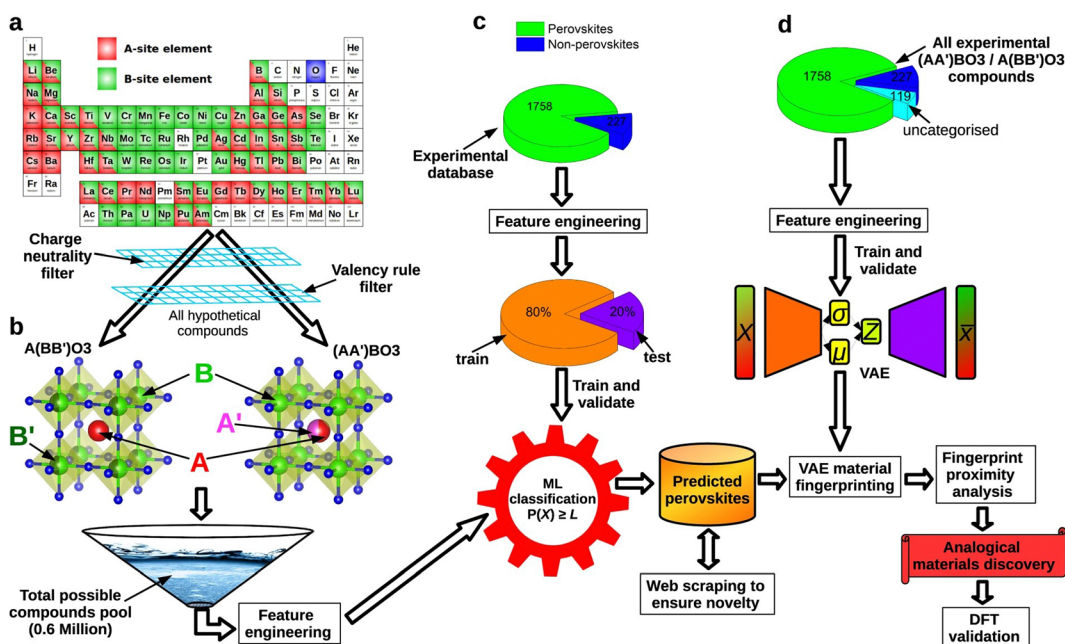 a
A-site element
B-site element
H He
Li Be B C N O F Ne
Na Mg Al Si P S Cl Ar
K Ca Sc Ti V Cr Mn Fe Co Ni Cu Zn Ga Ge As Se Br Kr
Rb Sr Y Zr Nb Mo Tc Ru Rh Pd Ag Cd In Sn Sb Te I Xe
Cs Ba Hf Ta W Re Os Ir Pt Au Hg Tl Pb Bi Po At Rn
Fr Ra
La Ce Pr Nd Pm Sm Eu Gd Tb Dy Ho Er Tm Yb Lu
Ac Th Pa U Np Pu Am Cm Bk Cf Es Fm Md No Lr
Charge
neutrality
filter
Valency rule
filter
All hypothetical
compounds
b
A(BB')O3
(AA')BO3
B
B'
A'
A
Total possible
compounds pool
(0.6 Million)
Feature
engineering
c
Perovskites
Non-perovskites
1758
227
Experimental
database
Feature engineering
80%
20%
train
test
Train and
validate
ML
classification
P(X) ≥ L
Predicted
perovskites
Web scraping to
ensure novelty
d
All experimental
(AA')BO3 / A(BB')O3
compounds
1758
227
119
uncategorised
Feature engineering
Train and
validate
X
σ
μ
Z
x̄
VAE
VAE material
fingerprinting
Fingerprint
proximity
analysis
Analogical
materials discovery
DFT
validation